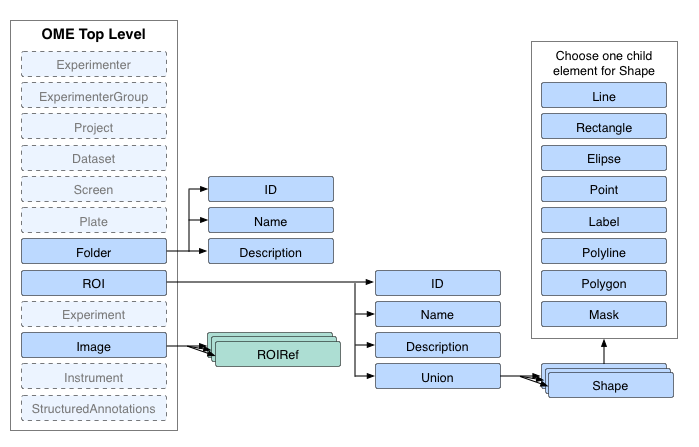 OME Top Level
Experimenter
ExperimenterGroup
Project
Dataset
Screen
Plate
Folder
ROI
Experiment
Image
Instrument
StructuredAnnotations
ID
Name
Description
ROIRef
ID
Name
Description
Union
Choose one child
element for Shape
Line
Rectangle
Elipse
Point
Label
Polyline
Polygon
Mask
Shape